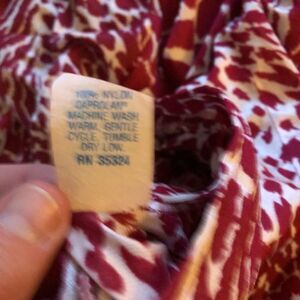 100% NYLON
CAPROLAN®
MACHINE WASH
WARM, GENTLE
CYCLE, TUMBLE
DRY LOW.
RN 35324